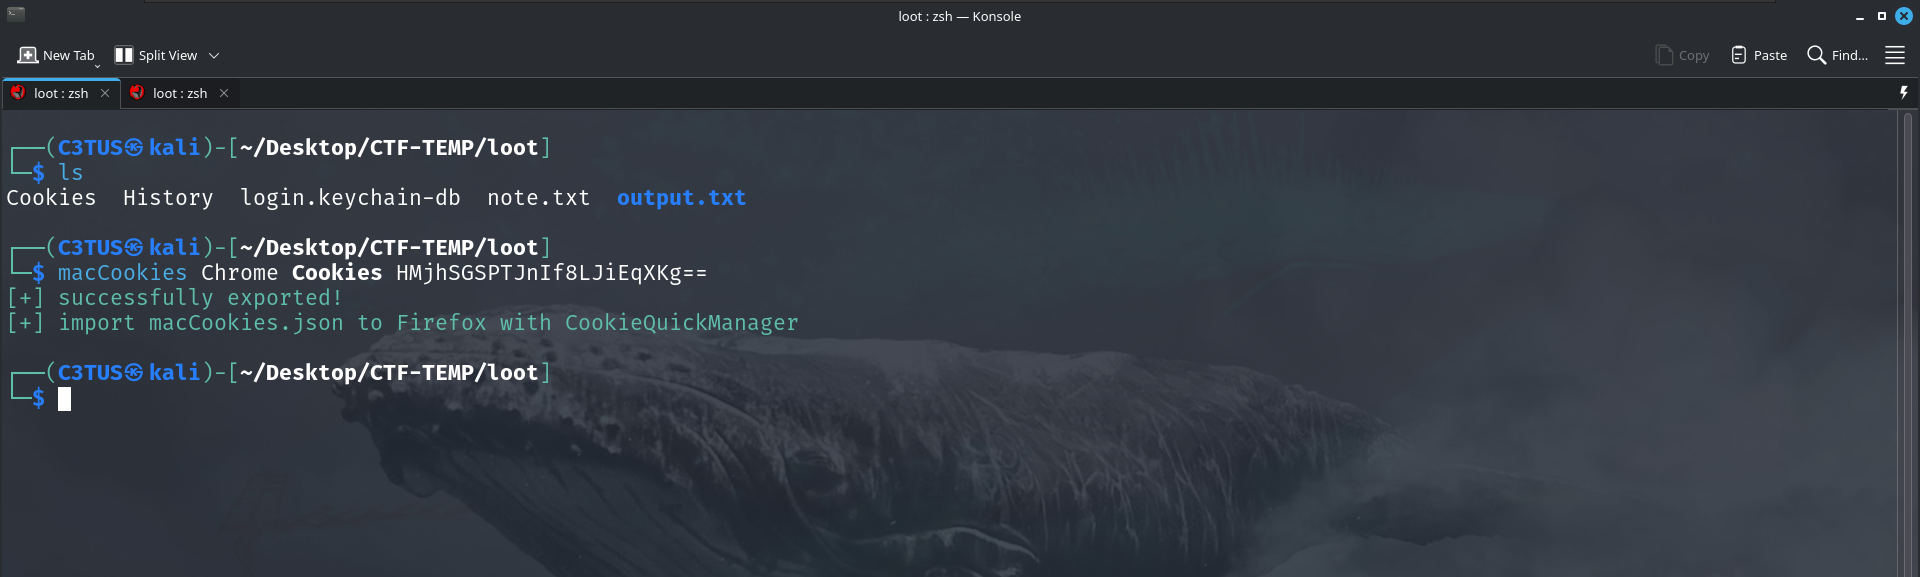 loot : zsh — Konsole
New Tab Split View Copy Paste Find...
loot : zsh loot : zsh
┌──(C3TUS㉿kali)-[~/Desktop/CTF-TEMP/loot]
└─$ ls
Cookies History login.keychain-db note.txt output.txt
┌──(C3TUS㉿kali)-[~/Desktop/CTF-TEMP/loot]
└─$ macCookies Chrome Cookies HMjhSGSPTJnIf8LJiEqXKg==
[+] successfully exported!
[+] import macCookies.json to Firefox with CookieQuickManager
┌──(C3TUS㉿kali)-[~/Desktop/CTF-TEMP/loot]
└─$